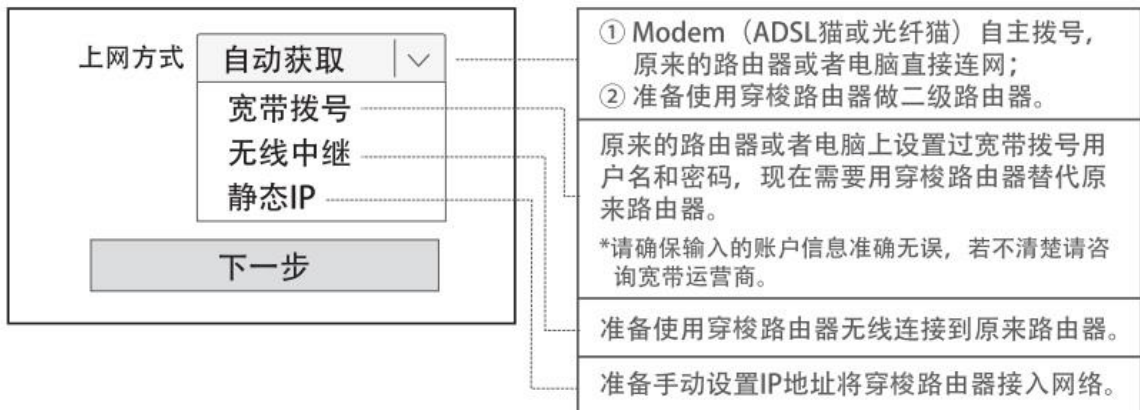 上网方式
自动获取
宽带拨号
无线中继
静态IP
下一步
① Modem（ADSL猫或光纤猫）自主拨号，
原来的路由器或者电脑直接连网；
② 准备使用穿梭路由器做二级路由器。
原来的路由器或者电脑上设置过宽带拨号用
户名和密码，现在需要用穿梭路由器替代原
来路由器。
*请确保输入的账户信息准确无误，若不清楚请咨
询宽带运营商。
准备使用穿梭路由器无线连接到原来路由器。
准备手动设置IP地址将穿梭路由器接入网络。